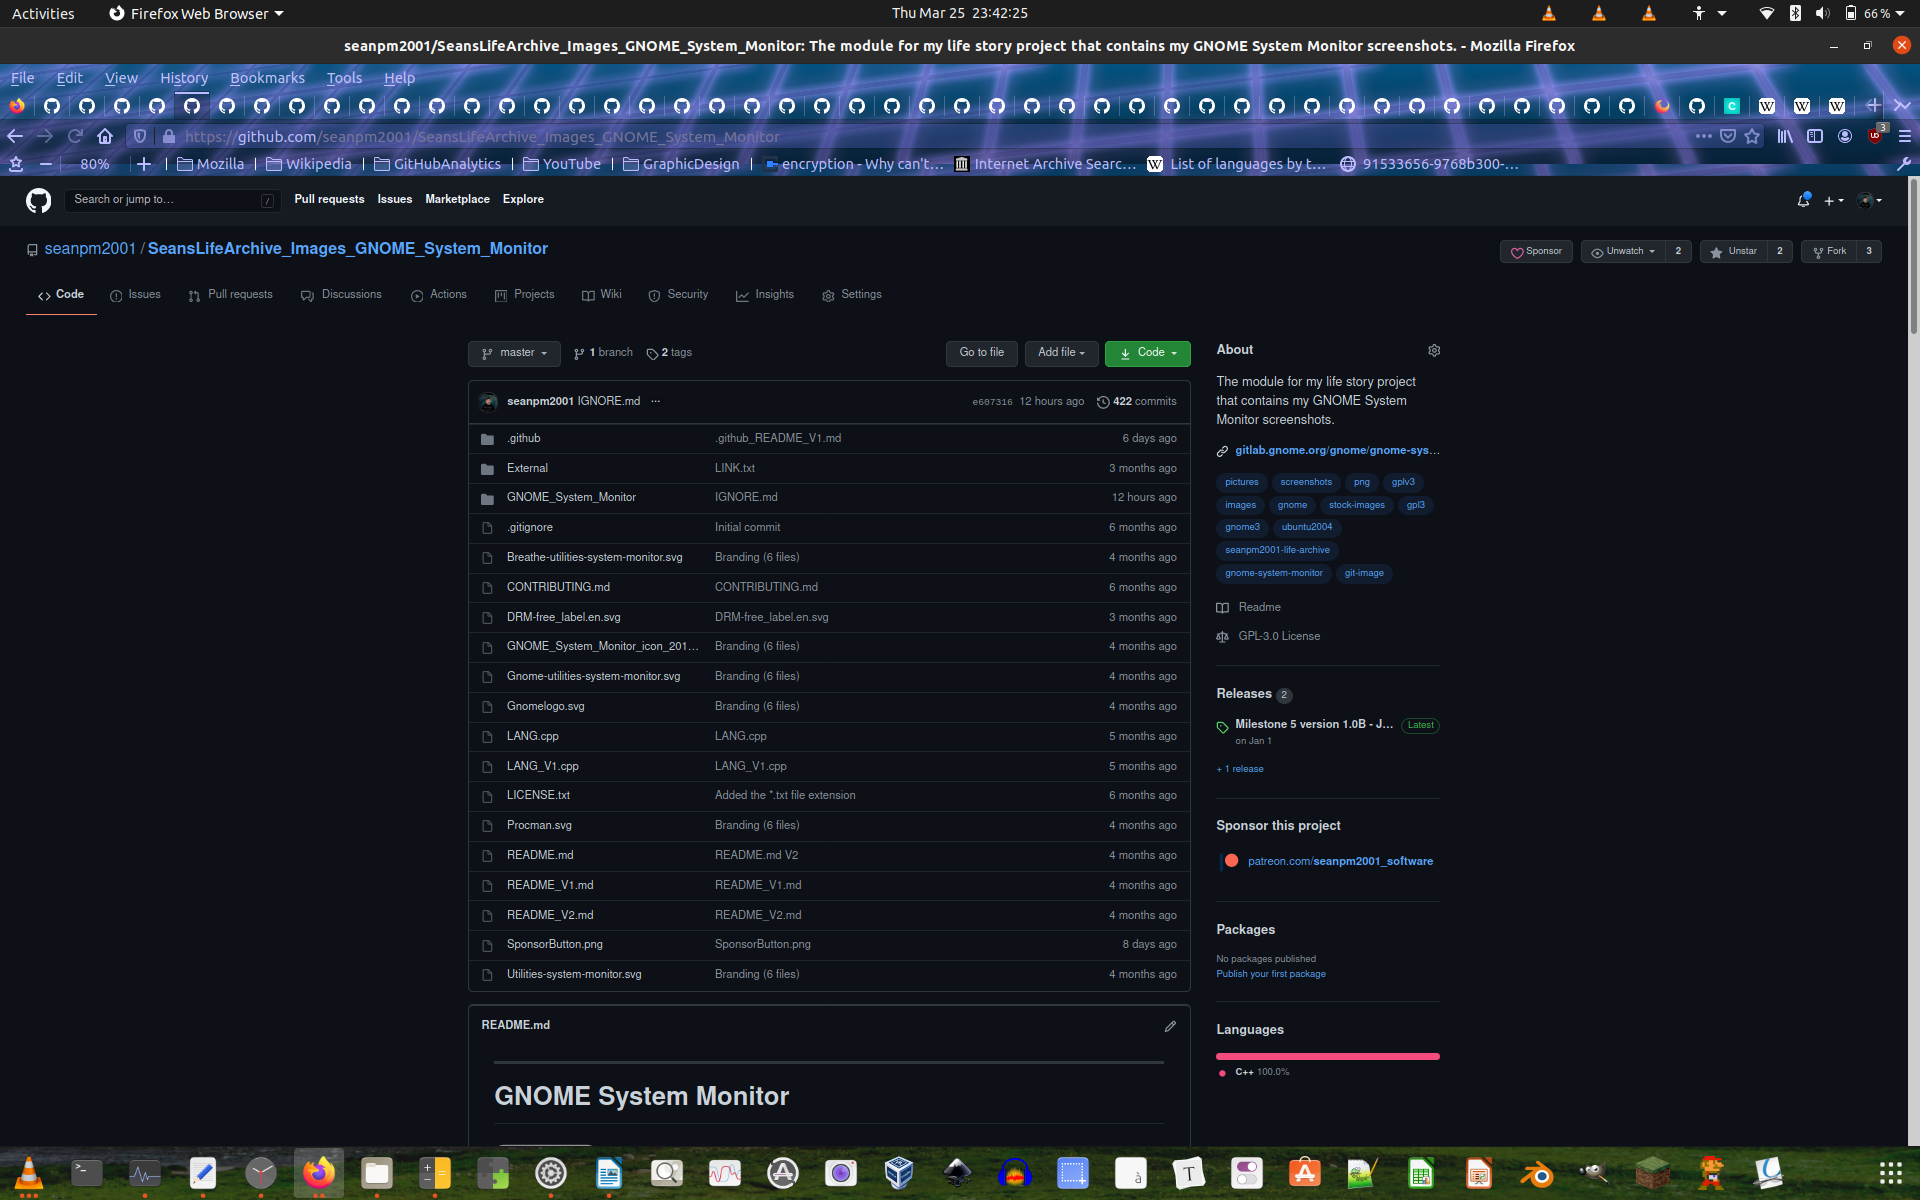 Activities Firefox Web Browser Thu Mar 25 23:42:25 66 %
seanpm2001/SeansLifeArchive_Images_GNOME_System_Monitor: The module for my life story project that contains my GNOME System Monitor screenshots. - Mozilla Firefox
File Edit View History Bookmarks Tools Help
https://github.com/seanpm2001/SeansLifeArchive_Images_GNOME_System_Monitor 3
80% Mozilla Wikipedia GitHubAnalytics YouTube GraphicDesign encryption - Why can't… Internet Archive Searc… List of languages by t… 91533656-9768b300-…
Search or jump to… / Pull requests Issues Marketplace Explore
seanpm2001 / SeansLifeArchive_Images_GNOME_System_Monitor
Sponsor Unwatch 2 Unstar 2 Fork 3
Code Issues Pull requests Discussions Actions Projects Wiki Security Insights Settings
master 1 branch 2 tags Go to file Add file Code
seanpm2001 IGNORE.md ··· e607316 12 hours ago 422 commits
.github .github_README_V1.md 6 days ago
External LINK.txt 3 months ago
GNOME_System_Monitor IGNORE.md 12 hours ago
.gitignore Initial commit 6 months ago
Breathe-utilities-system-monitor.svg Branding (6 files) 4 months ago
CONTRIBUTING.md CONTRIBUTING.md 6 months ago
DRM-free_label.en.svg DRM-free_label.en.svg 3 months ago
GNOME_System_Monitor_icon_201… Branding (6 files) 4 months ago
Gnome-utilities-system-monitor.svg Branding (6 files) 4 months ago
Gnomelogo.svg Branding (6 files) 4 months ago
LANG.cpp LANG.cpp 5 months ago
LANG_V1.cpp LANG_V1.cpp 5 months ago
LICENSE.txt Added the *.txt file extension 6 months ago
Procman.svg Branding (6 files) 4 months ago
README.md README.md V2 4 months ago
README_V1.md README_V1.md 4 months ago
README_V2.md README_V2.md 4 months ago
SponsorButton.png SponsorButton.png 8 days ago
Utilities-system-monitor.svg Branding (6 files) 4 months ago
README.md
GNOME System Monitor
About
The module for my life story project
that contains my GNOME System
Monitor screenshots.
gitlab.gnome.org/gnome/gnome-sys…
pictures screenshots png gplv3
images gnome stock-images gpl3
gnome3 ubuntu2004
seanpm2001-life-archive
gnome-system-monitor git-image
Readme
GPL-3.0 License
Releases 2
Milestone 5 version 1.0B - J… Latest
on Jan 1
+ 1 release
Sponsor this project
patreon.com/seanpm2001_software
Packages
No packages published
Publish your first package
Languages
C++ 100.0%